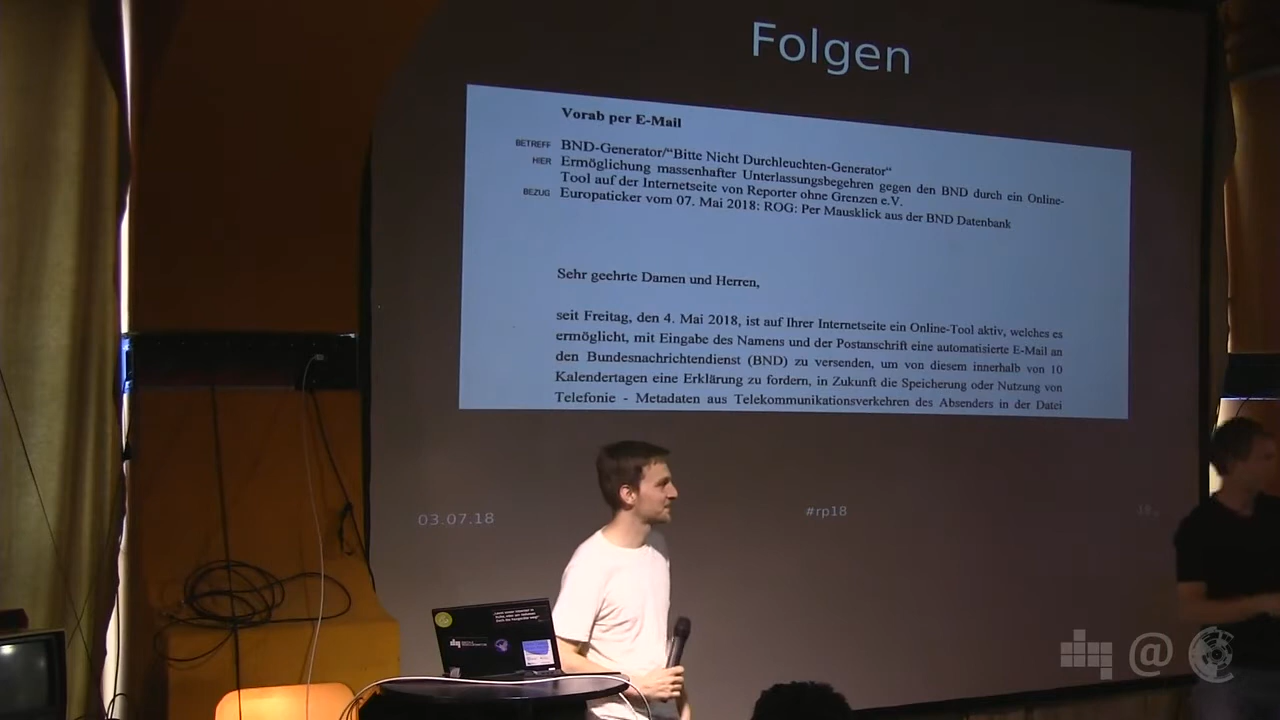 Folgen
Vorab per E-Mail
BETREFF BND-Generator/“Bitte Nicht Durchleuchten-Generator“
HIER Ermöglichung massenhafter Unterlassungsbegehren gegen den BND durch ein Online-
Tool auf der Internetseite von Reporter ohne Grenzen e.V.
BEZUG Europaticker vom 07. Mai 2018: ROG: Per Mausklick aus der BND Datenbank
Sehr geehrte Damen und Herren,
seit Freitag, den 4. Mai 2018, ist auf Ihrer Internetseite ein Online-Tool aktiv, welches es
ermöglicht, mit Eingabe des Namens und der Postanschrift eine automatisierte E-Mail an
den Bundesnachrichtendienst (BND) zu versenden, um von diesem innerhalb von 10
Kalendertagen eine Erklärung zu fordern, in Zukunft die Speicherung oder Nutzung von
Telefonie - Metadaten aus Telekommunikationsverkehren des Absenders in der Datei
03.07.18
#rp18
@